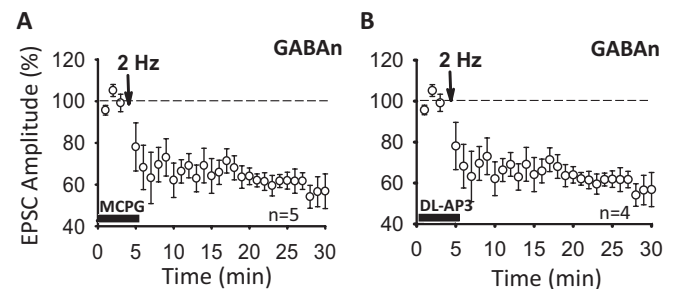 A
GABAn
2 Hz
EPSC Amplitude (%)
120
100
80
60
40
MCPG
n=5
0 5 10 15 20 25 30
Time (min)
B
GABAn
2 Hz
120
100
80
60
40
DL-AP3
n=4
0 5 10 15 20 25 30
Time (min)